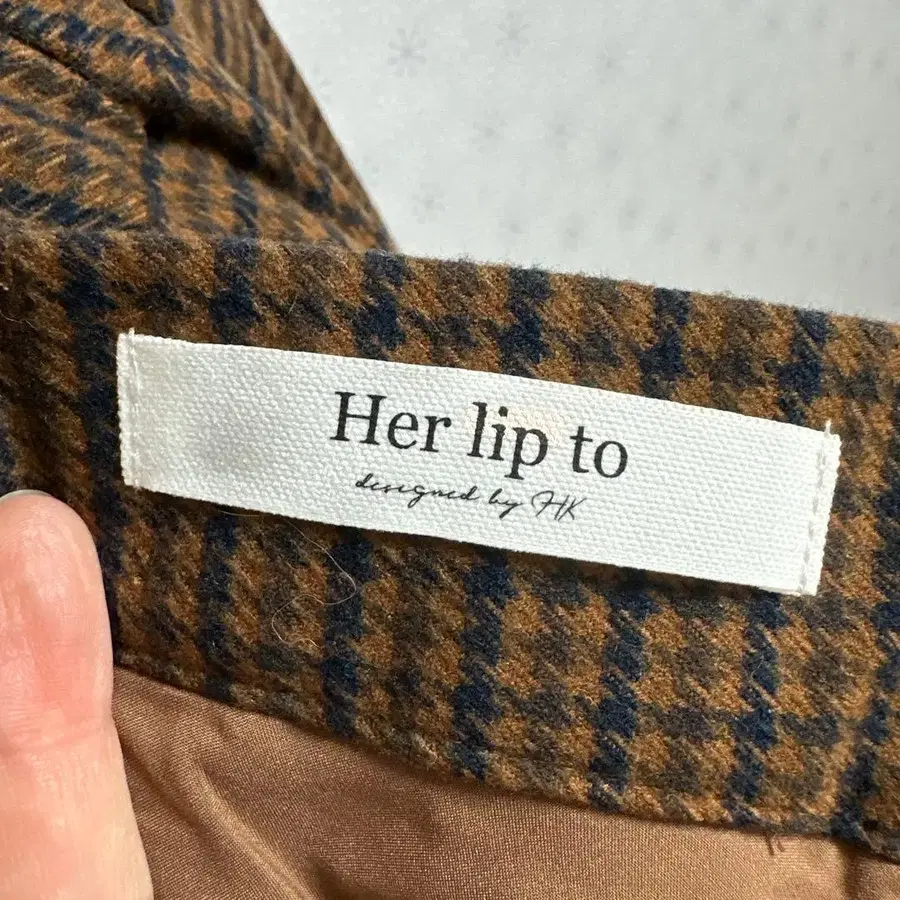 Her lip to
designed by HK